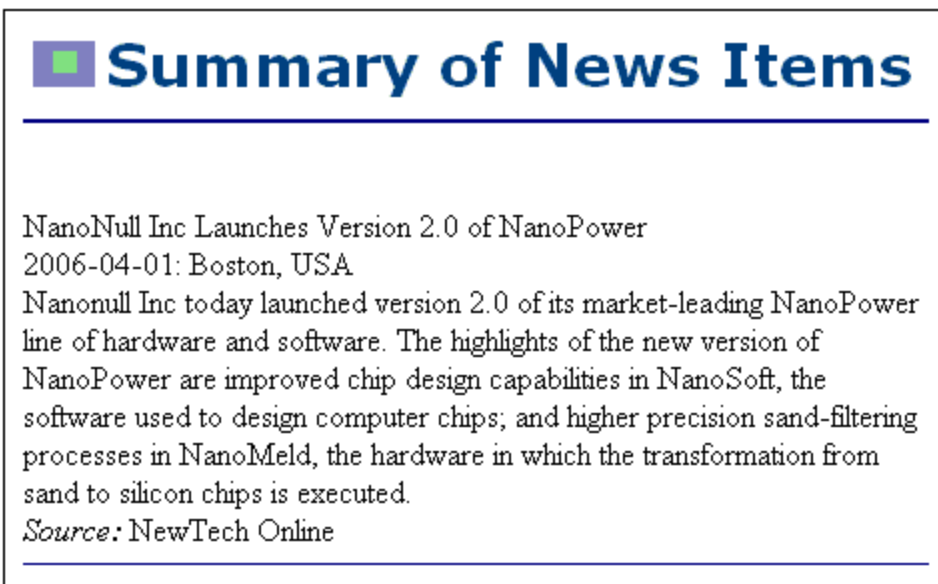 Summary of News Items
NanoNull Inc Launches Version 2.0 of NanoPower
2006-04-01: Boston, USA
Nanonull Inc today launched version 2.0 of its market-leading NanoPower
line of hardware and software. The highlights of the new version of
NanoPower are improved chip design capabilities in NanoSoft, the
software used to design computer chips; and higher precision sand-filtering
processes in NanoMeld, the hardware in which the transformation from
sand to silicon chips is executed.
Source: NewTech Online